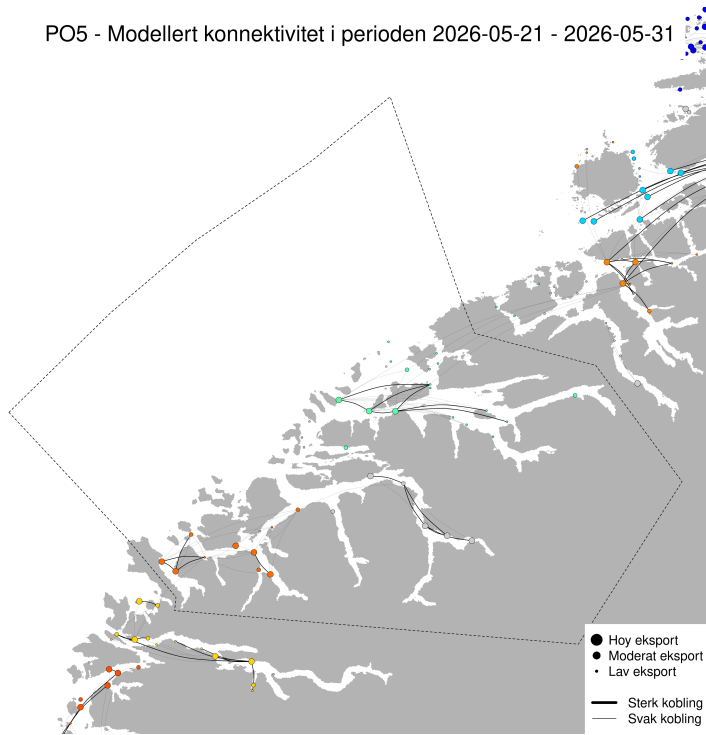 PO5 - Modellert konnektivitet i perioden 2026-05-21 - 2026-05-31
Hoy eksport
Moderat eksport
Lav eksport
Sterk kobling
Svak kobling